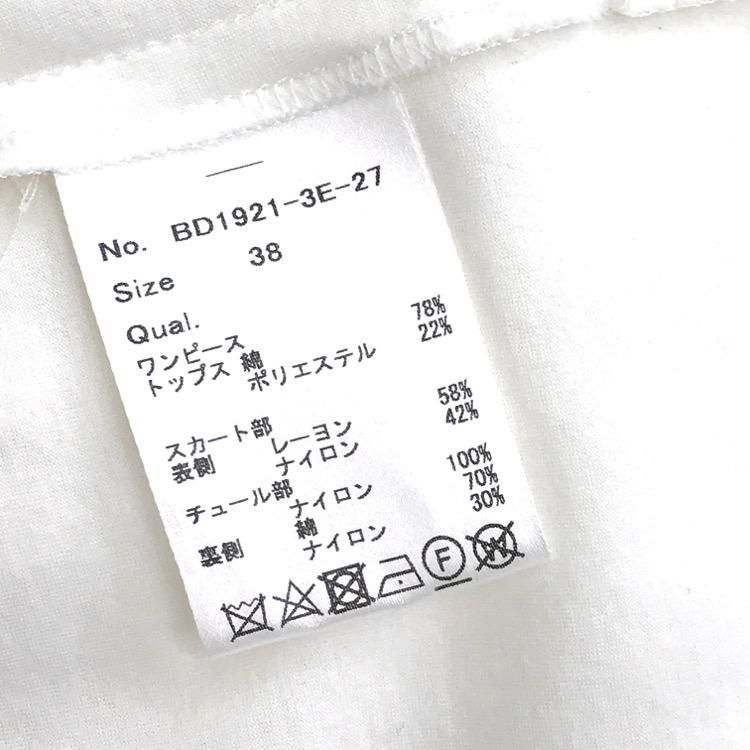 No. BD1921-3E-27
Size 38
Qual.
ワンピース
トップス 綿 78%
ポリエステル 22%
スカート部
表側 レーヨン 58%
ナイロン 42%
チュール部
ナイロン 100%
裏側 綿 70%
ナイロン 30%
F W